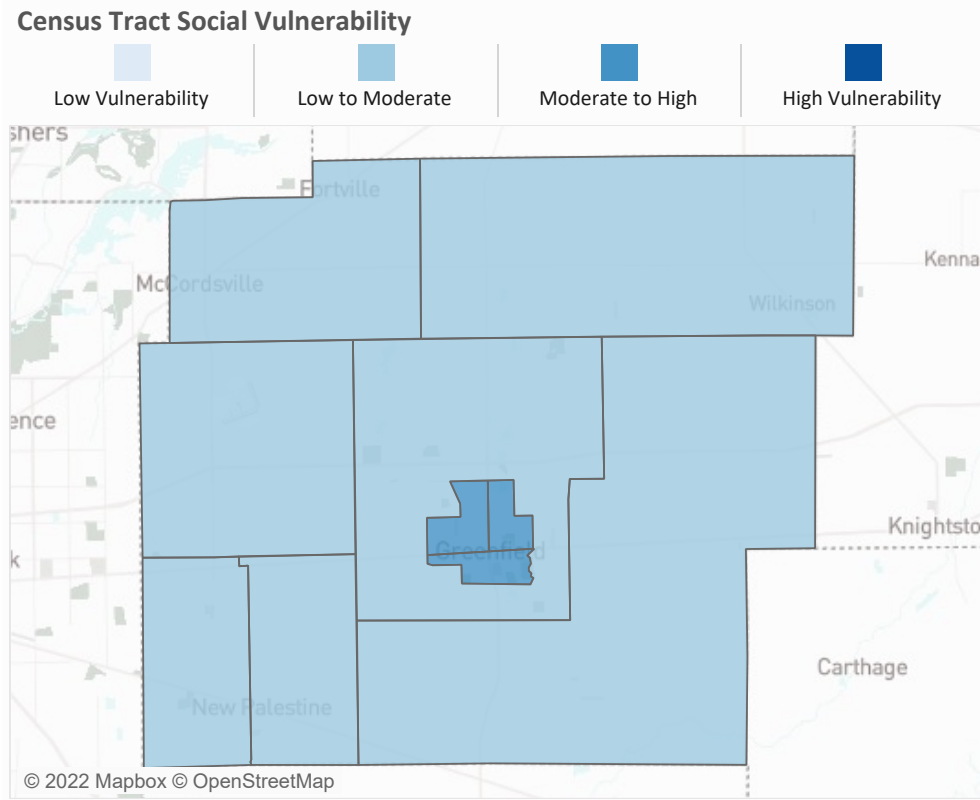 Census Tract Social Vulnerability
Low Vulnerability
Low to Moderate
Moderate to High
High Vulnerability
shers
Fortville
Kenna
McCordsville
Wilkinson
ence
Knightsto
Greenfield
k
Carthage
New Palestine
© 2022 Mapbox © OpenStreetMap